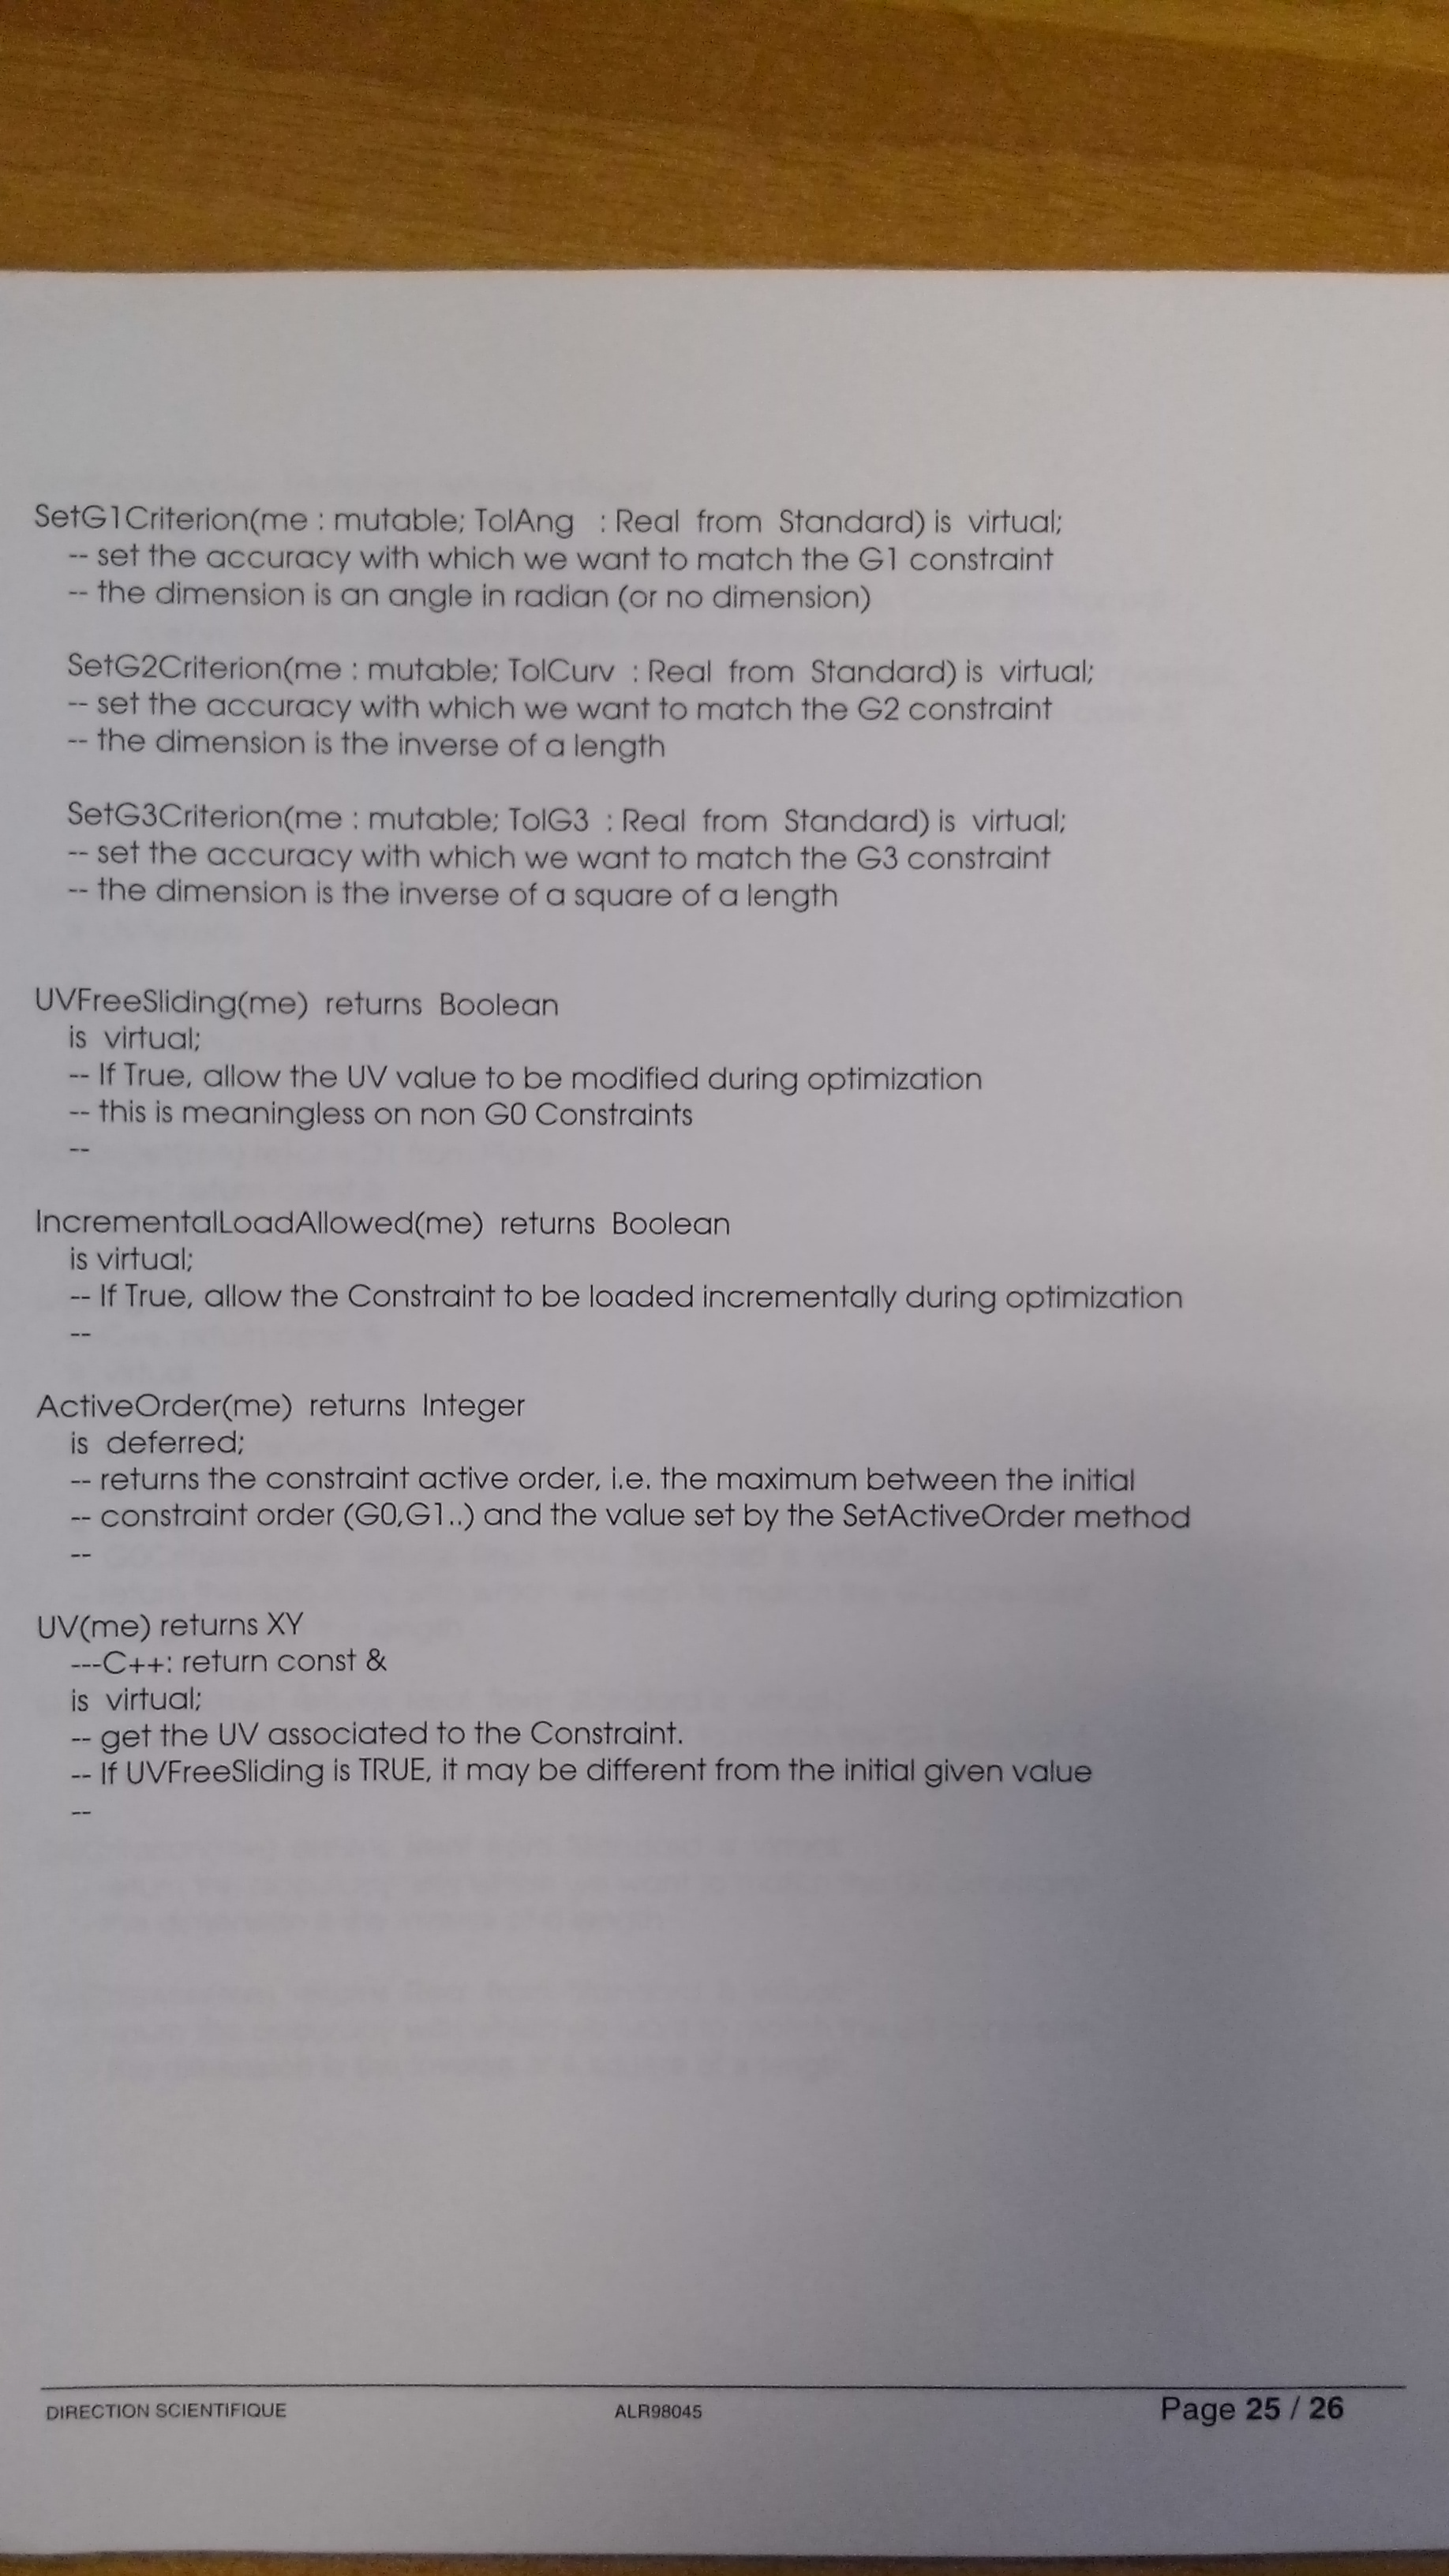 SetG1Criterion(me : mutable; TolAng : Real from Standard) is virtual;
-- set the accuracy with which we want to match the G1 constraint
-- the dimension is an angle in radian (or no dimension)
SetG2Criterion(me : mutable; TolCurv : Real from Standard) is virtual;
-- set the accuracy with which we want to match the G2 constraint
-- the dimension is the inverse of a length
SetG3Criterion(me : mutable; TolG3 : Real from Standard) is virtual;
-- set the accuracy with which we want to match the G3 constraint
-- the dimension is the inverse of a square of a length
UVFreeSliding(me) returns Boolean
is virtual;
-- If True, allow the UV value to be modified during optimization
-- this is meaningless on non G0 Constraints
--
IncrementalLoadAllowed(me) returns Boolean
is virtual;
-- If True, allow the Constraint to be loaded incrementally during optimization
--
ActiveOrder(me) returns Integer
is deferred;
-- returns the constraint active order, i.e. the maximum between the initial
-- constraint order (G0,G1..) and the value set by the SetActiveOrder method
--
UV(me) returns XY
---C++: return const &
is virtual;
-- get the UV associated to the Constraint.
-- If UVFreeSliding is TRUE, it may be different from the initial given value
--
DIRECTION SCIENTIFIQUE ALR98045 Page 25 / 26